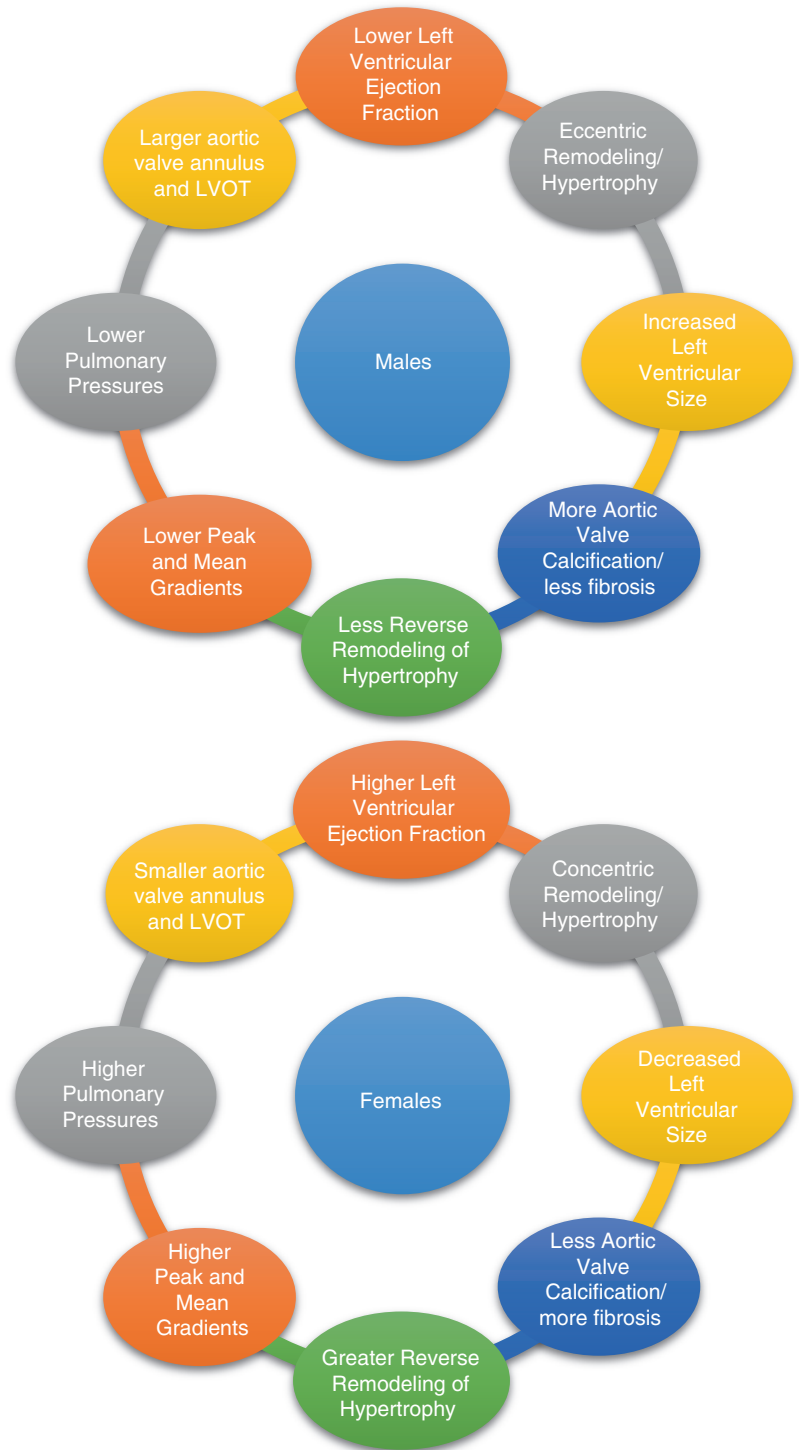 Lower Left
Ventricular
Ejection
Fraction
Eccentric
Remodeling/
Hypertrophy
Increased
Left
Ventricular
Size
More Aortic
Valve
Calcification/
less fibrosis
Less Reverse
Remodeling of
Hypertrophy
Lower Peak
and Mean
Gradients
Lower
Pulmonary
Pressures
Larger aortic
valve annulus
and LVOT
Males
Higher Left
Ventricular
Ejection Fraction
Concentric
Remodeling/
Hypertrophy
Decreased
Left
Ventricular
Size
Less Aortic
Valve
Calcification/
more fibrosis
Greater Reverse
Remodeling of
Hypertrophy
Higher
Peak and
Mean
Gradients
Higher
Pulmonary
Pressures
Smaller aortic
valve annulus
and LVOT
Females